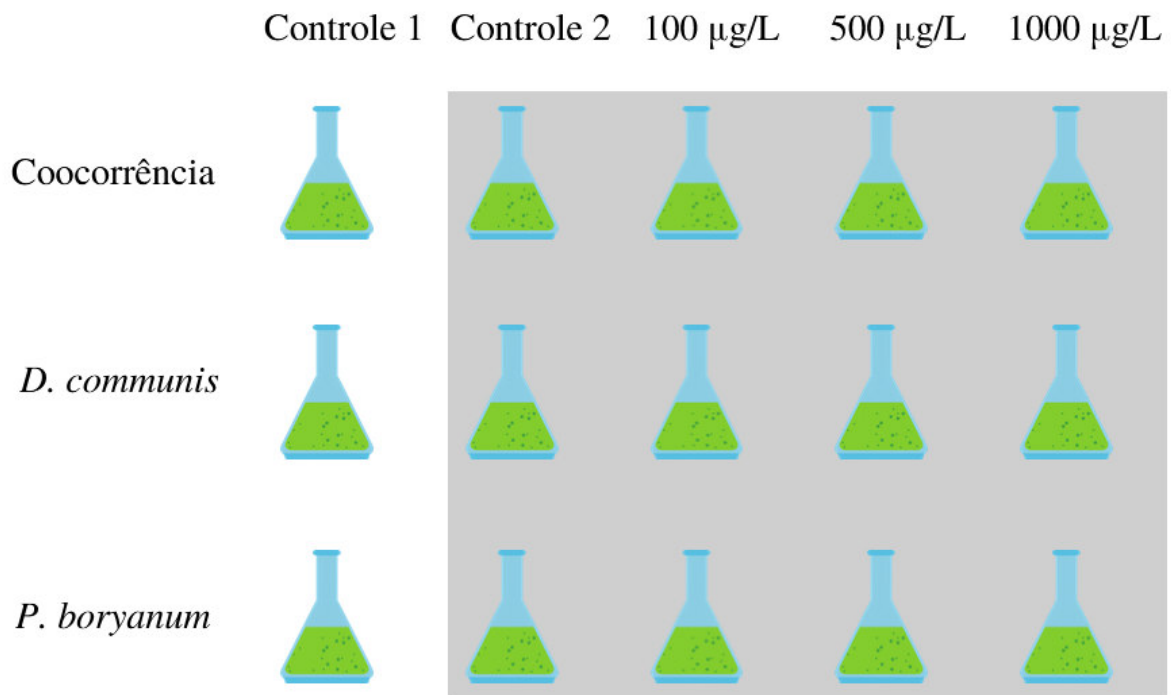 Controle 1 Controle 2 100 µg/L 500 µg/L 1000 µg/L
Coocorrência
D. communis
P. boryanum